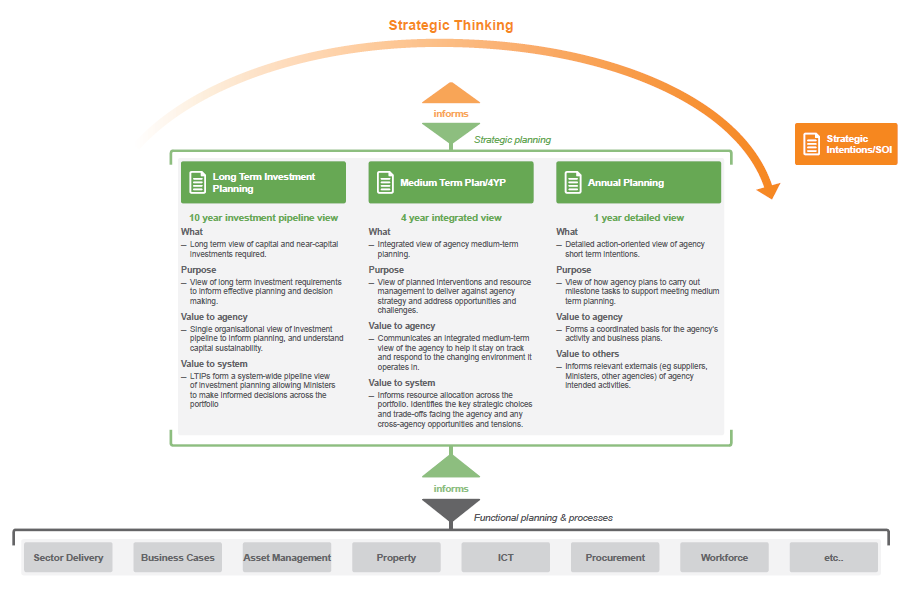 Strategic Thinking
informs
Strategic planning
Strategic
Intentions/SOI
Long Term Investment
Planning
10 year investment pipeline view
What
– Long term view of capital and near-capital
investments required.
Purpose
– View of long term investment requirements
to inform effective planning and decision
making.
Value to agency
– Single organisational view of investment
pipeline to inform planning, and understand
capital sustainability.
Value to system
– LTIPs form a system-wide pipeline view
of investment planning allowing Ministers
to make informed decisions across the
portfolio
Medium Term Plan/4YP
4 year integrated view
What
– Integrated view of agency medium-term
planning.
Purpose
– View of planned interventions and resource
management to deliver against agency
strategy and address opportunities and
challenges.
Value to agency
– Communicates an integrated medium-term
view of the agency to help it stay on track
and respond to the changing environment it
operates in.
Value to system
– Informs resource allocation across the
portfolio. Identifies the key strategic choices
and trade-offs facing the agency and any
cross-agency opportunities and tensions.
Annual Planning
1 year detailed view
What
– Detailed action-oriented view of agency
short term intentions.
Purpose
– View of how agency plans to carry out
milestone tasks to support meeting medium
term planning.
Value to agency
– Forms a coordinated basis for the agency's
activity and business plans.
Value to others
– Informs relevant externals (eg suppliers,
Ministers, other agencies) of agency
intended activities.
informs
Functional planning & processes
Sector Delivery
Business Cases
Asset Management
Property
ICT
Procurement
Workforce
etc..